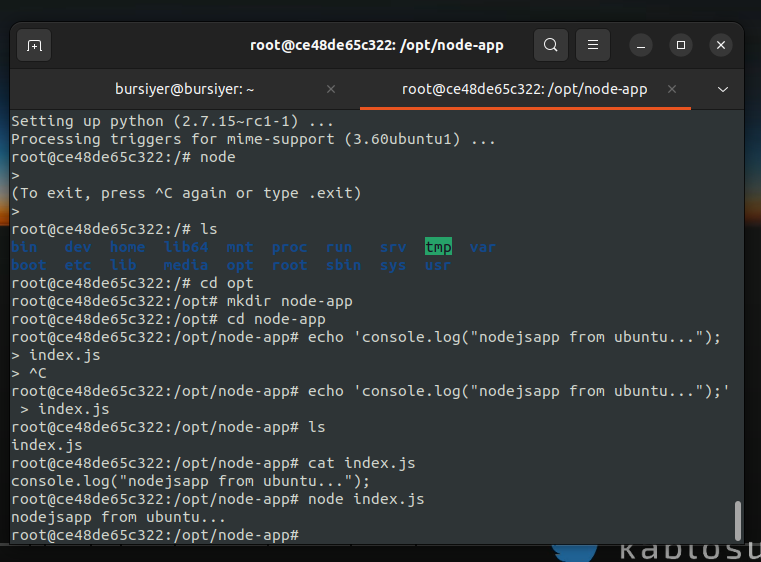 root@ce48de65c322: /opt/node-app
bursiyer@bursiyer: ~
root@ce48de65c322: /opt/node-app
Setting up python (2.7.15~rc1-1) ...
Processing triggers for mime-support (3.60ubuntu1) ...
root@ce48de65c322:/# node
>
(To exit, press ^C again or type .exit)
>
root@ce48de65c322:/# ls
bin dev home lib64 mnt proc run srv tmp var
boot etc lib media opt root sbin sys usr
root@ce48de65c322:/# cd opt
root@ce48de65c322:/opt# mkdir node-app
root@ce48de65c322:/opt# cd node-app
root@ce48de65c322:/opt/node-app# echo 'console.log("nodejsapp from ubuntu...");
> index.js
> ^C
root@ce48de65c322:/opt/node-app# echo 'console.log("nodejsapp from ubuntu...");'
> index.js
root@ce48de65c322:/opt/node-app# ls
index.js
root@ce48de65c322:/opt/node-app# cat index.js
console.log("nodejsapp from ubuntu...");
root@ce48de65c322:/opt/node-app# node index.js
nodejsapp from ubuntu...
root@ce48de65c322:/opt/node-app#